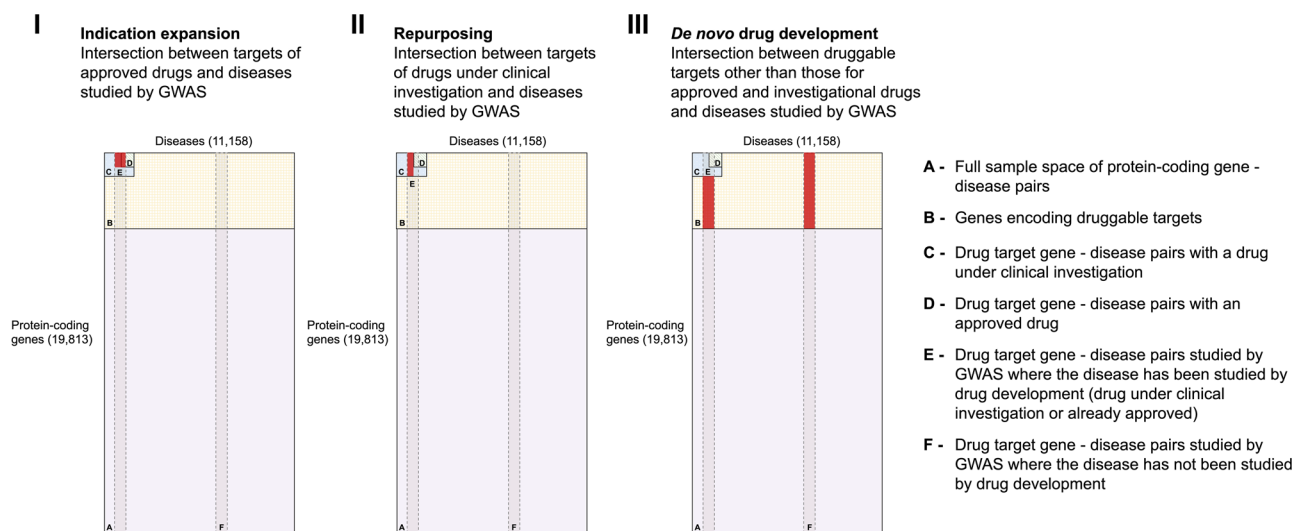 I
Indication expansion
Intersection between targets of
approved drugs and diseases
studied by GWAS
Diseases (11,158)
D
C E
B
Protein-coding
genes (19,813)
A
F
II
Repurposing
Intersection between targets
of drugs under clinical
investigation and diseases
studied by GWAS
Diseases (11,158)
D
C
E
B
Protein-coding
genes (19,813)
A
F
III
De novo drug development
Intersection between druggable
targets other than those for
approved and investigational drugs
and diseases studied by GWAS
Diseases (11,158)
D
C E
B
Protein-coding
genes (19,813)
A
F
A - Full sample space of protein-coding gene -
disease pairs
B - Genes encoding druggable targets
C - Drug target gene - disease pairs with a drug
under clinical investigation
D - Drug target gene - disease pairs with an
approved drug
E - Drug target gene - disease pairs studied by
GWAS where the disease has been studied by
drug development (drug under clinical
investigation or already approved)
F - Drug target gene - disease pairs studied by
GWAS where the disease has not been studied
by drug development